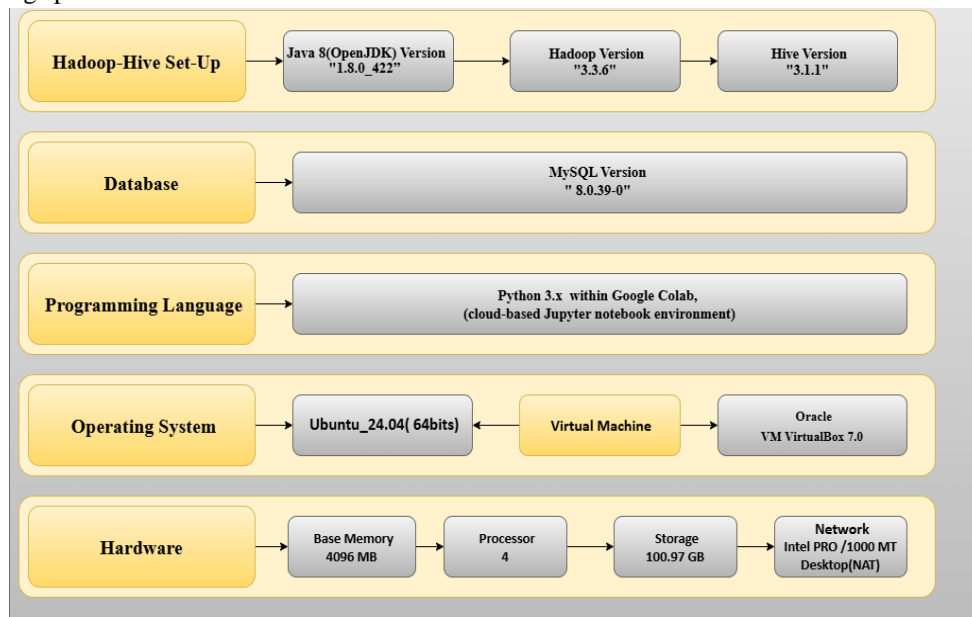 Hadoop-Hive Set-Up
Java 8(OpenJDK) Version
"1.8.0_422”
Hadoop Version
"3.3.6"
Hive Version
"3.1.1"
Database
MySQL Version
" 8.0.39-0"
Programming Language
Python 3.x within Google Colab,
(cloud-based Jupyter notebook environment)
Operating System
Ubuntu_24.04( 64bits)
Virtual Machine
Oracle
VM VirtualBox 7.0
Hardware
Base Memory
4096 MB
Processor
4
Storage
100.97 GB
Network
Intel PRO /1000 MT
Desktop(NAT)